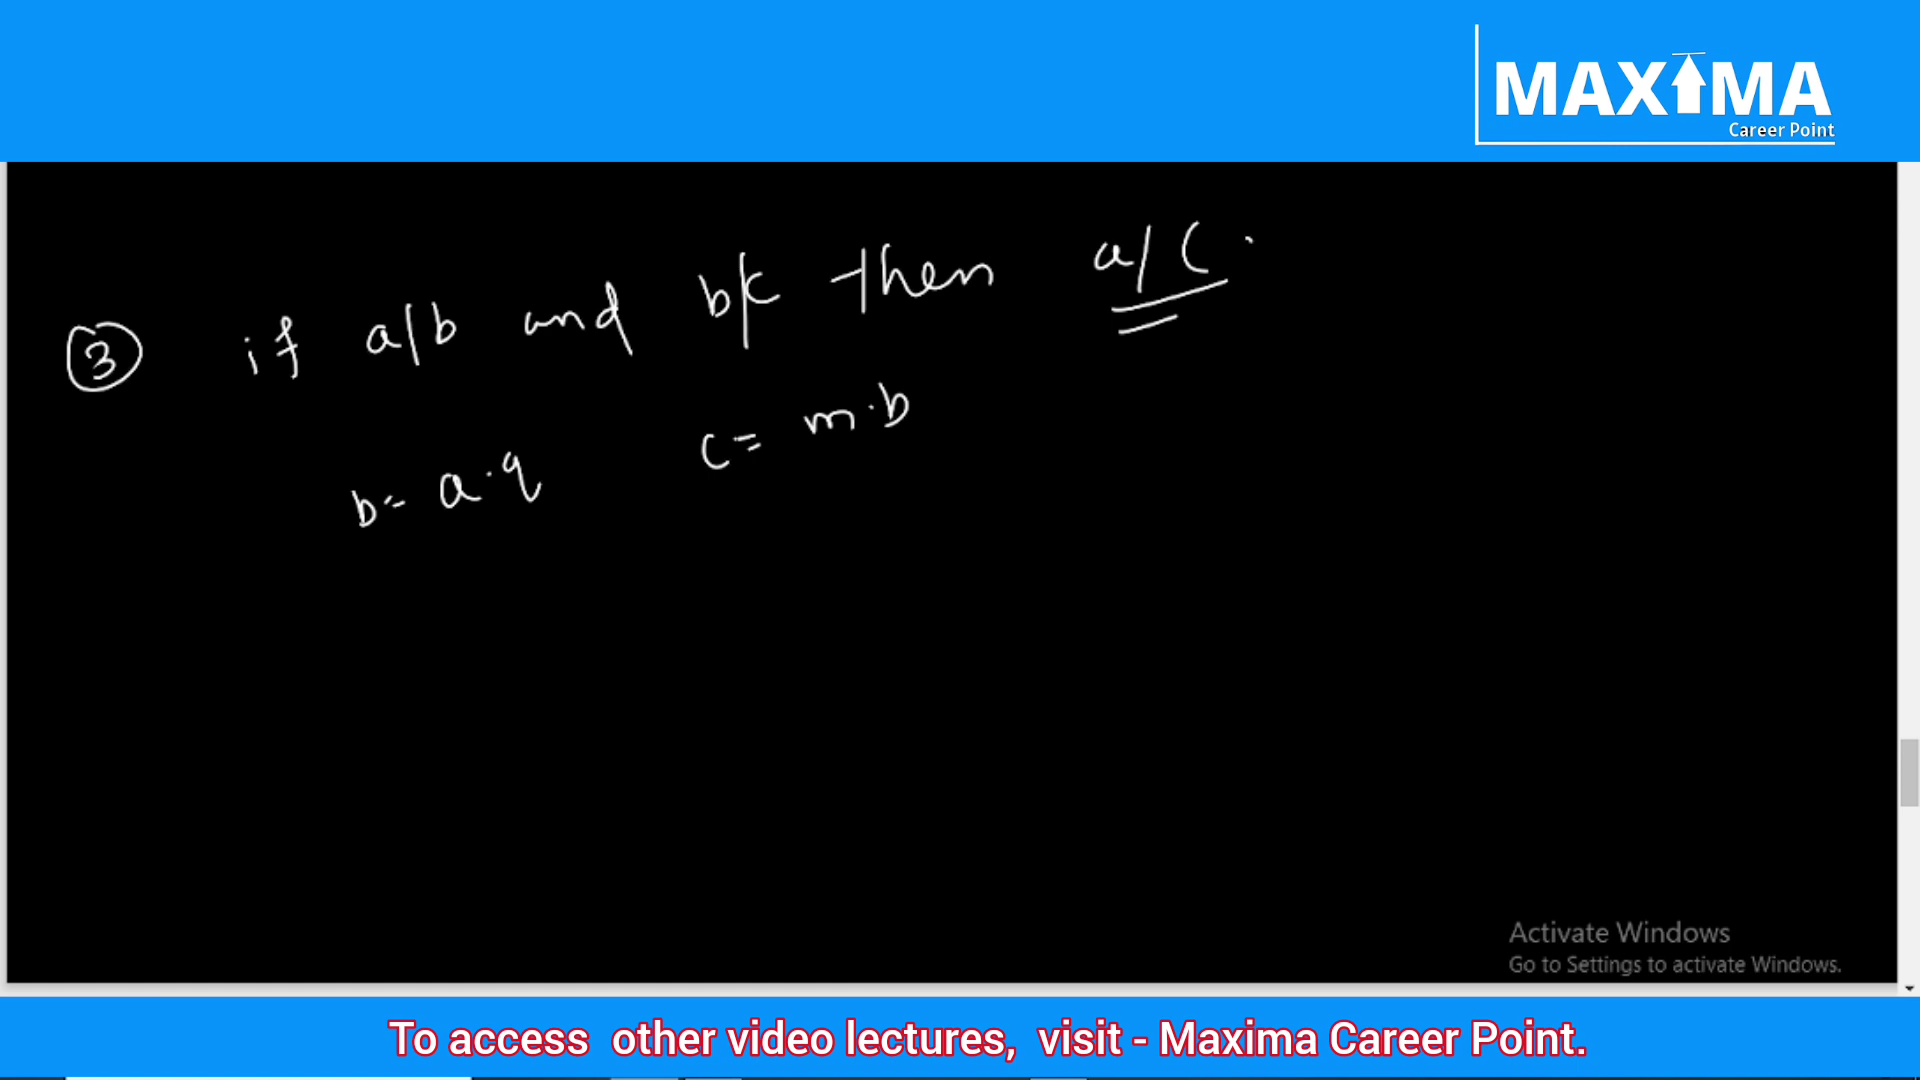 MAXIMA
Career Point
③ if a/b and b/c then a/c.
b= a·q c= m·b
Activate Windows
Go to Settings to activate Windows.
To access other video lectures, visit - Maxima Career Point.